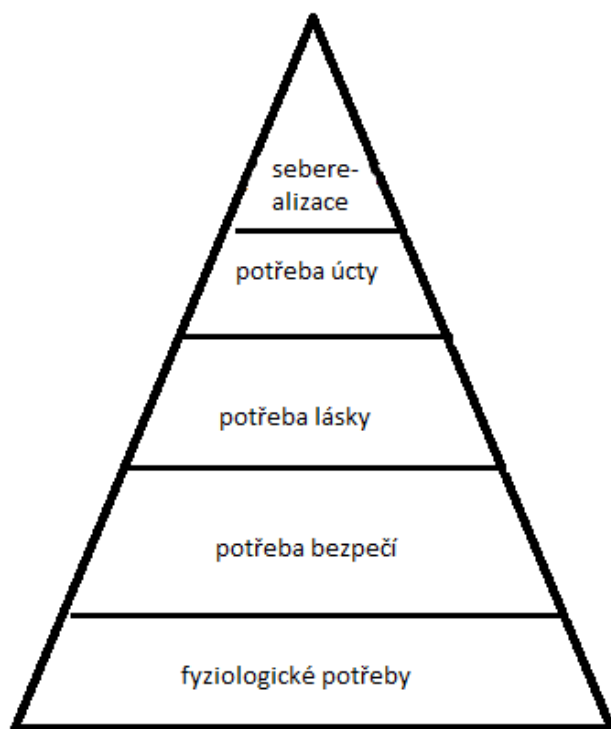 sebere-
alizace
potřeba úcty
potřeba lásky
potřeba bezpečí
fyziologické potřeby